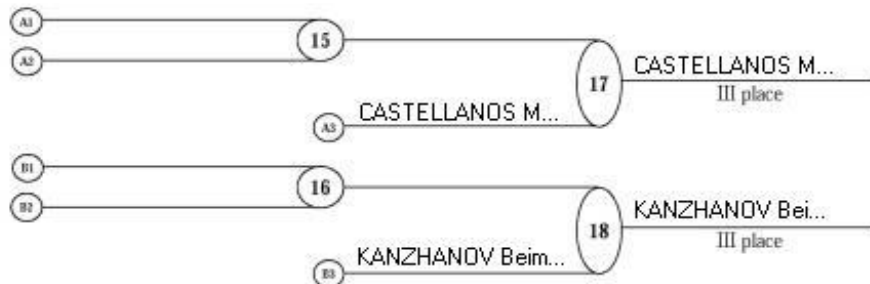 A1
15
A2
CASTELLANOS M...
17
III place
CASTELLANOS M...
A3
B1
16
B2
KANZHANOV Bei...
18
III place
KANZHANOV Beim...
B3